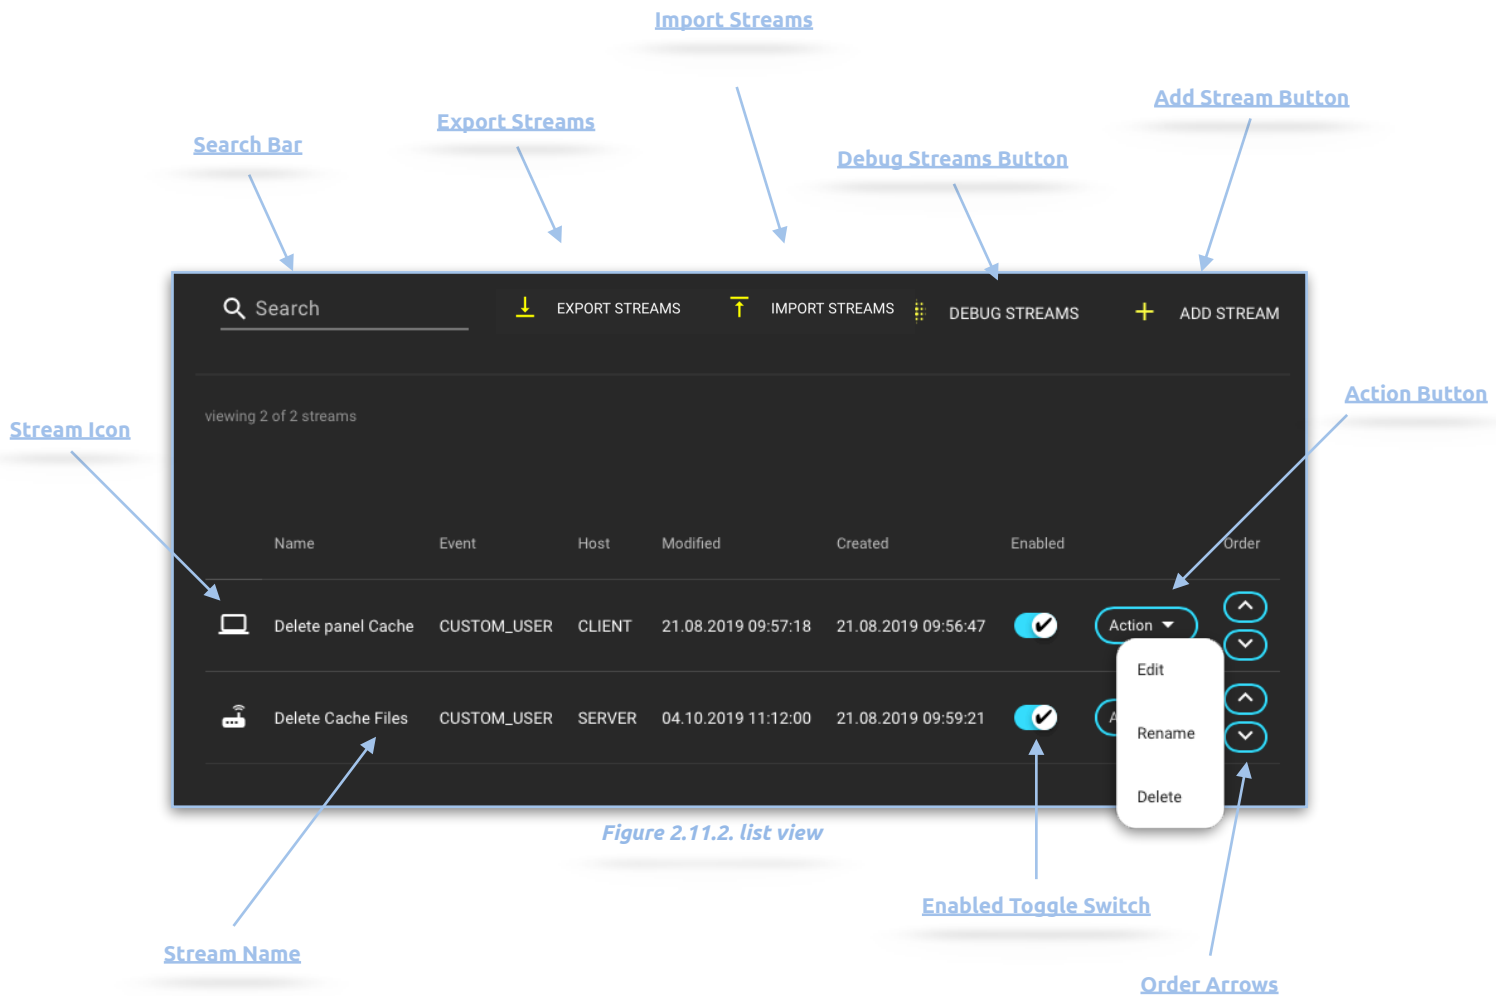 Import Streams
Add Stream Button
Export Streams
Search Bar
Debug Streams Button
Search
EXPORT STREAMS
IMPORT STREAMS
DEBUG STREAMS
ADD STREAM
Action Button
viewing 2 of 2 streams
Stream Icon
Name Event Host Modified Created Enabled Order
Delete panel Cache CUSTOM_USER CLIENT 21.08.2019 09:57:18 21.08.2019 09:56:47 Action
Edit
Delete Cache Files CUSTOM_USER SERVER 04.10.2019 11:12:00 21.08.2019 09:59:21 A
Rename
Delete
Figure 2.11.2. list view
Enabled Toggle Switch
Stream Name
Order Arrows